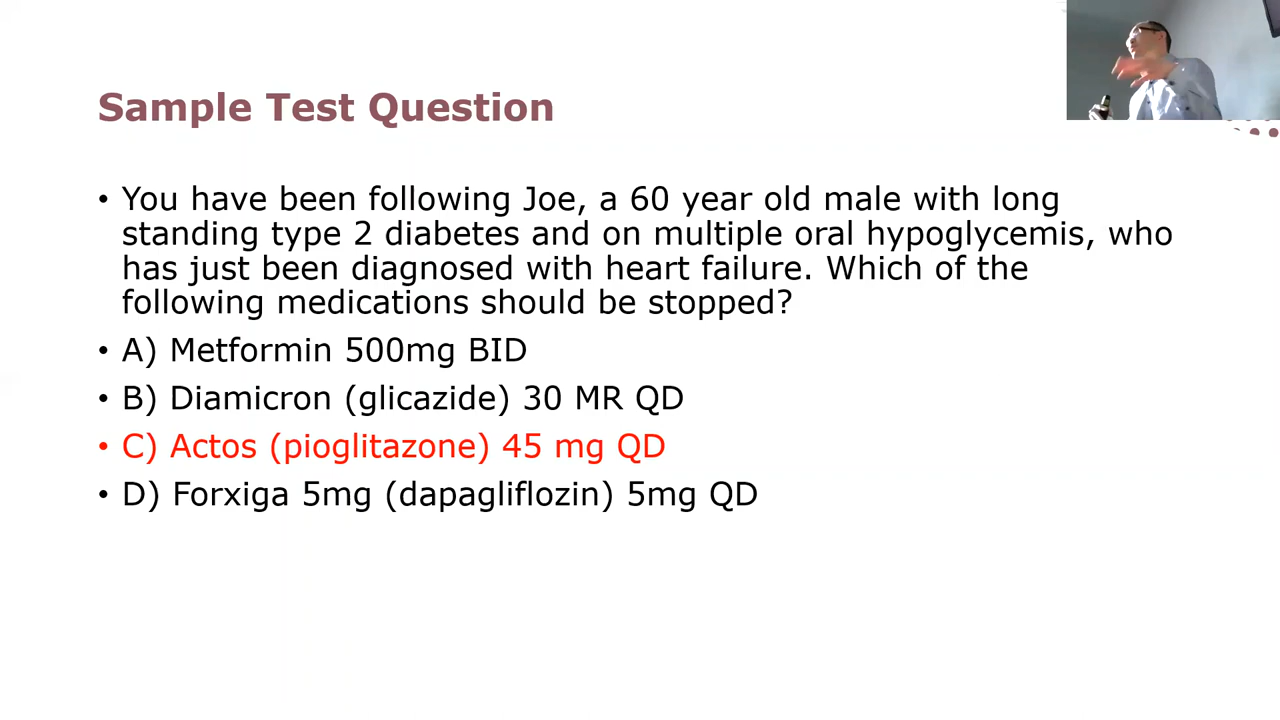 Sample Test Question
• You have been following Joe, a 60 year old male with long
standing type 2 diabetes and on multiple oral hypoglycemis, who
has just been diagnosed with heart failure. Which of the
following medications should be stopped?
• A) Metformin 500mg BID
• B) Diamicron (glicazide) 30 MR QD
• C) Actos (pioglitazone) 45 mg QD
• D) Forxiga 5mg (dapagliflozin) 5mg QD